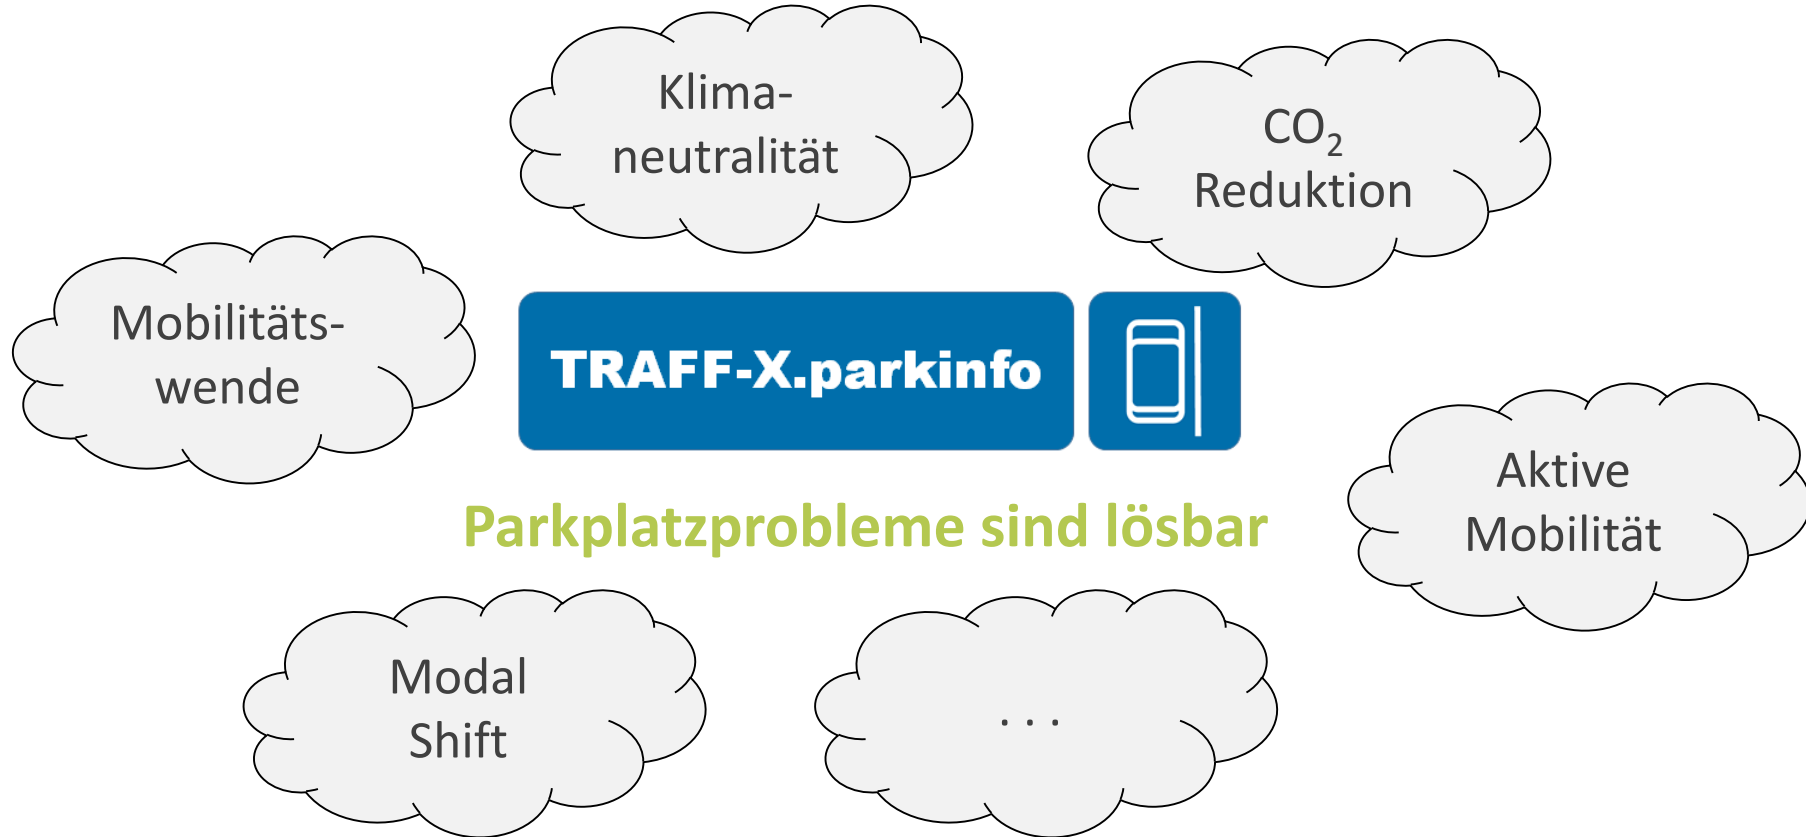 Klima-
neutralität
CO₂
Reduktion
Mobilitäts-
wende
TRAFF-X.parkinfo
Parkplatzprobleme sind lösbar
Aktive
Mobilität
Modal
Shift
. . .